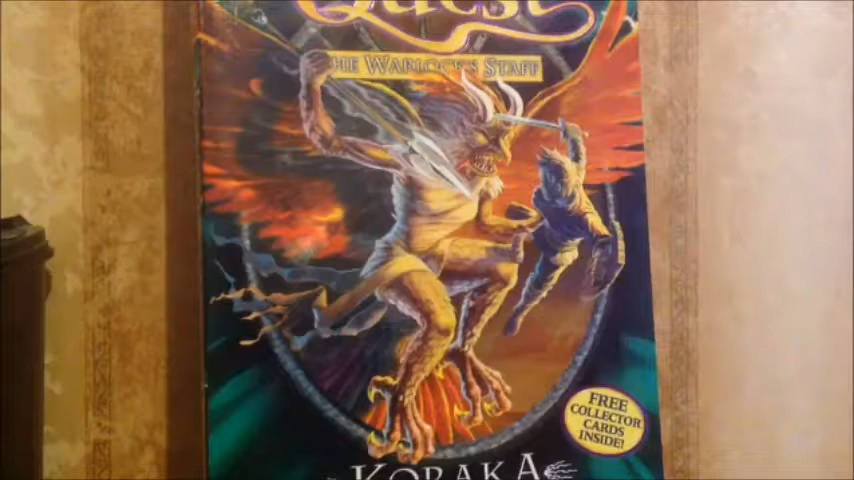 Quest
THE WARLOCK'S STAFF
FREE
COLLECTOR
CARDS
INSIDE!
KORAKA